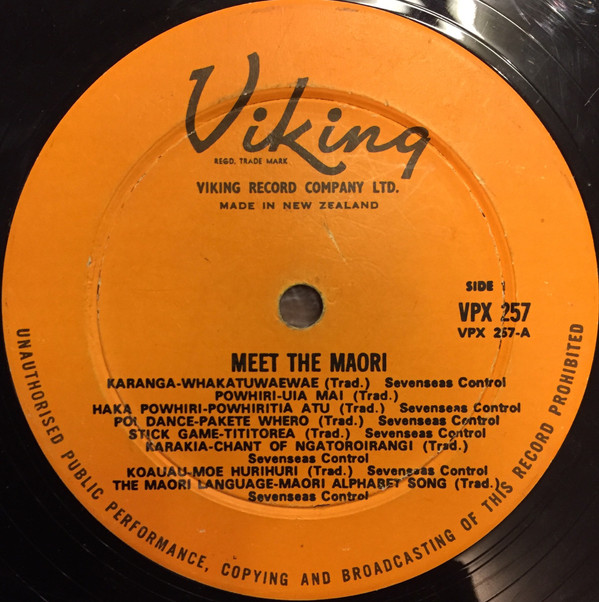 Viking
REGD. TRADE MARK
VIKING RECORD COMPANY LTD.
MADE IN NEW ZEALAND
SIDE 1
VPX 257
VPX 257-A
MEET THE MAORI
KARANGA-WHAKATUWAEWAE (Trad.) Sevenseas Control
POWHIRI-UIA MAI (Trad.)
HAKA POWHIRI-POWHIRITIA ATU (Trad.) Sevenseas Control
POI DANCE-PAKETE WHERO (Trad.) Sevenseas Control
STICK GAME-TITITOREA (Trad.) Sevenseas Control
KARAKIA-CHANT OF NGATOROIRANGI (Trad.)
Sevenseas Control
KOAUAU-MOE HURIHURI (Trad.) Sevenseas Control
THE MAORI LANGUAGE-MAORI ALPHABET SONG (Trad.)
Sevenseas Control
UNAUTHORISED PUBLIC PERFORMANCE, COPYING AND BROADCASTING OF THIS RECORD PROHIBITED